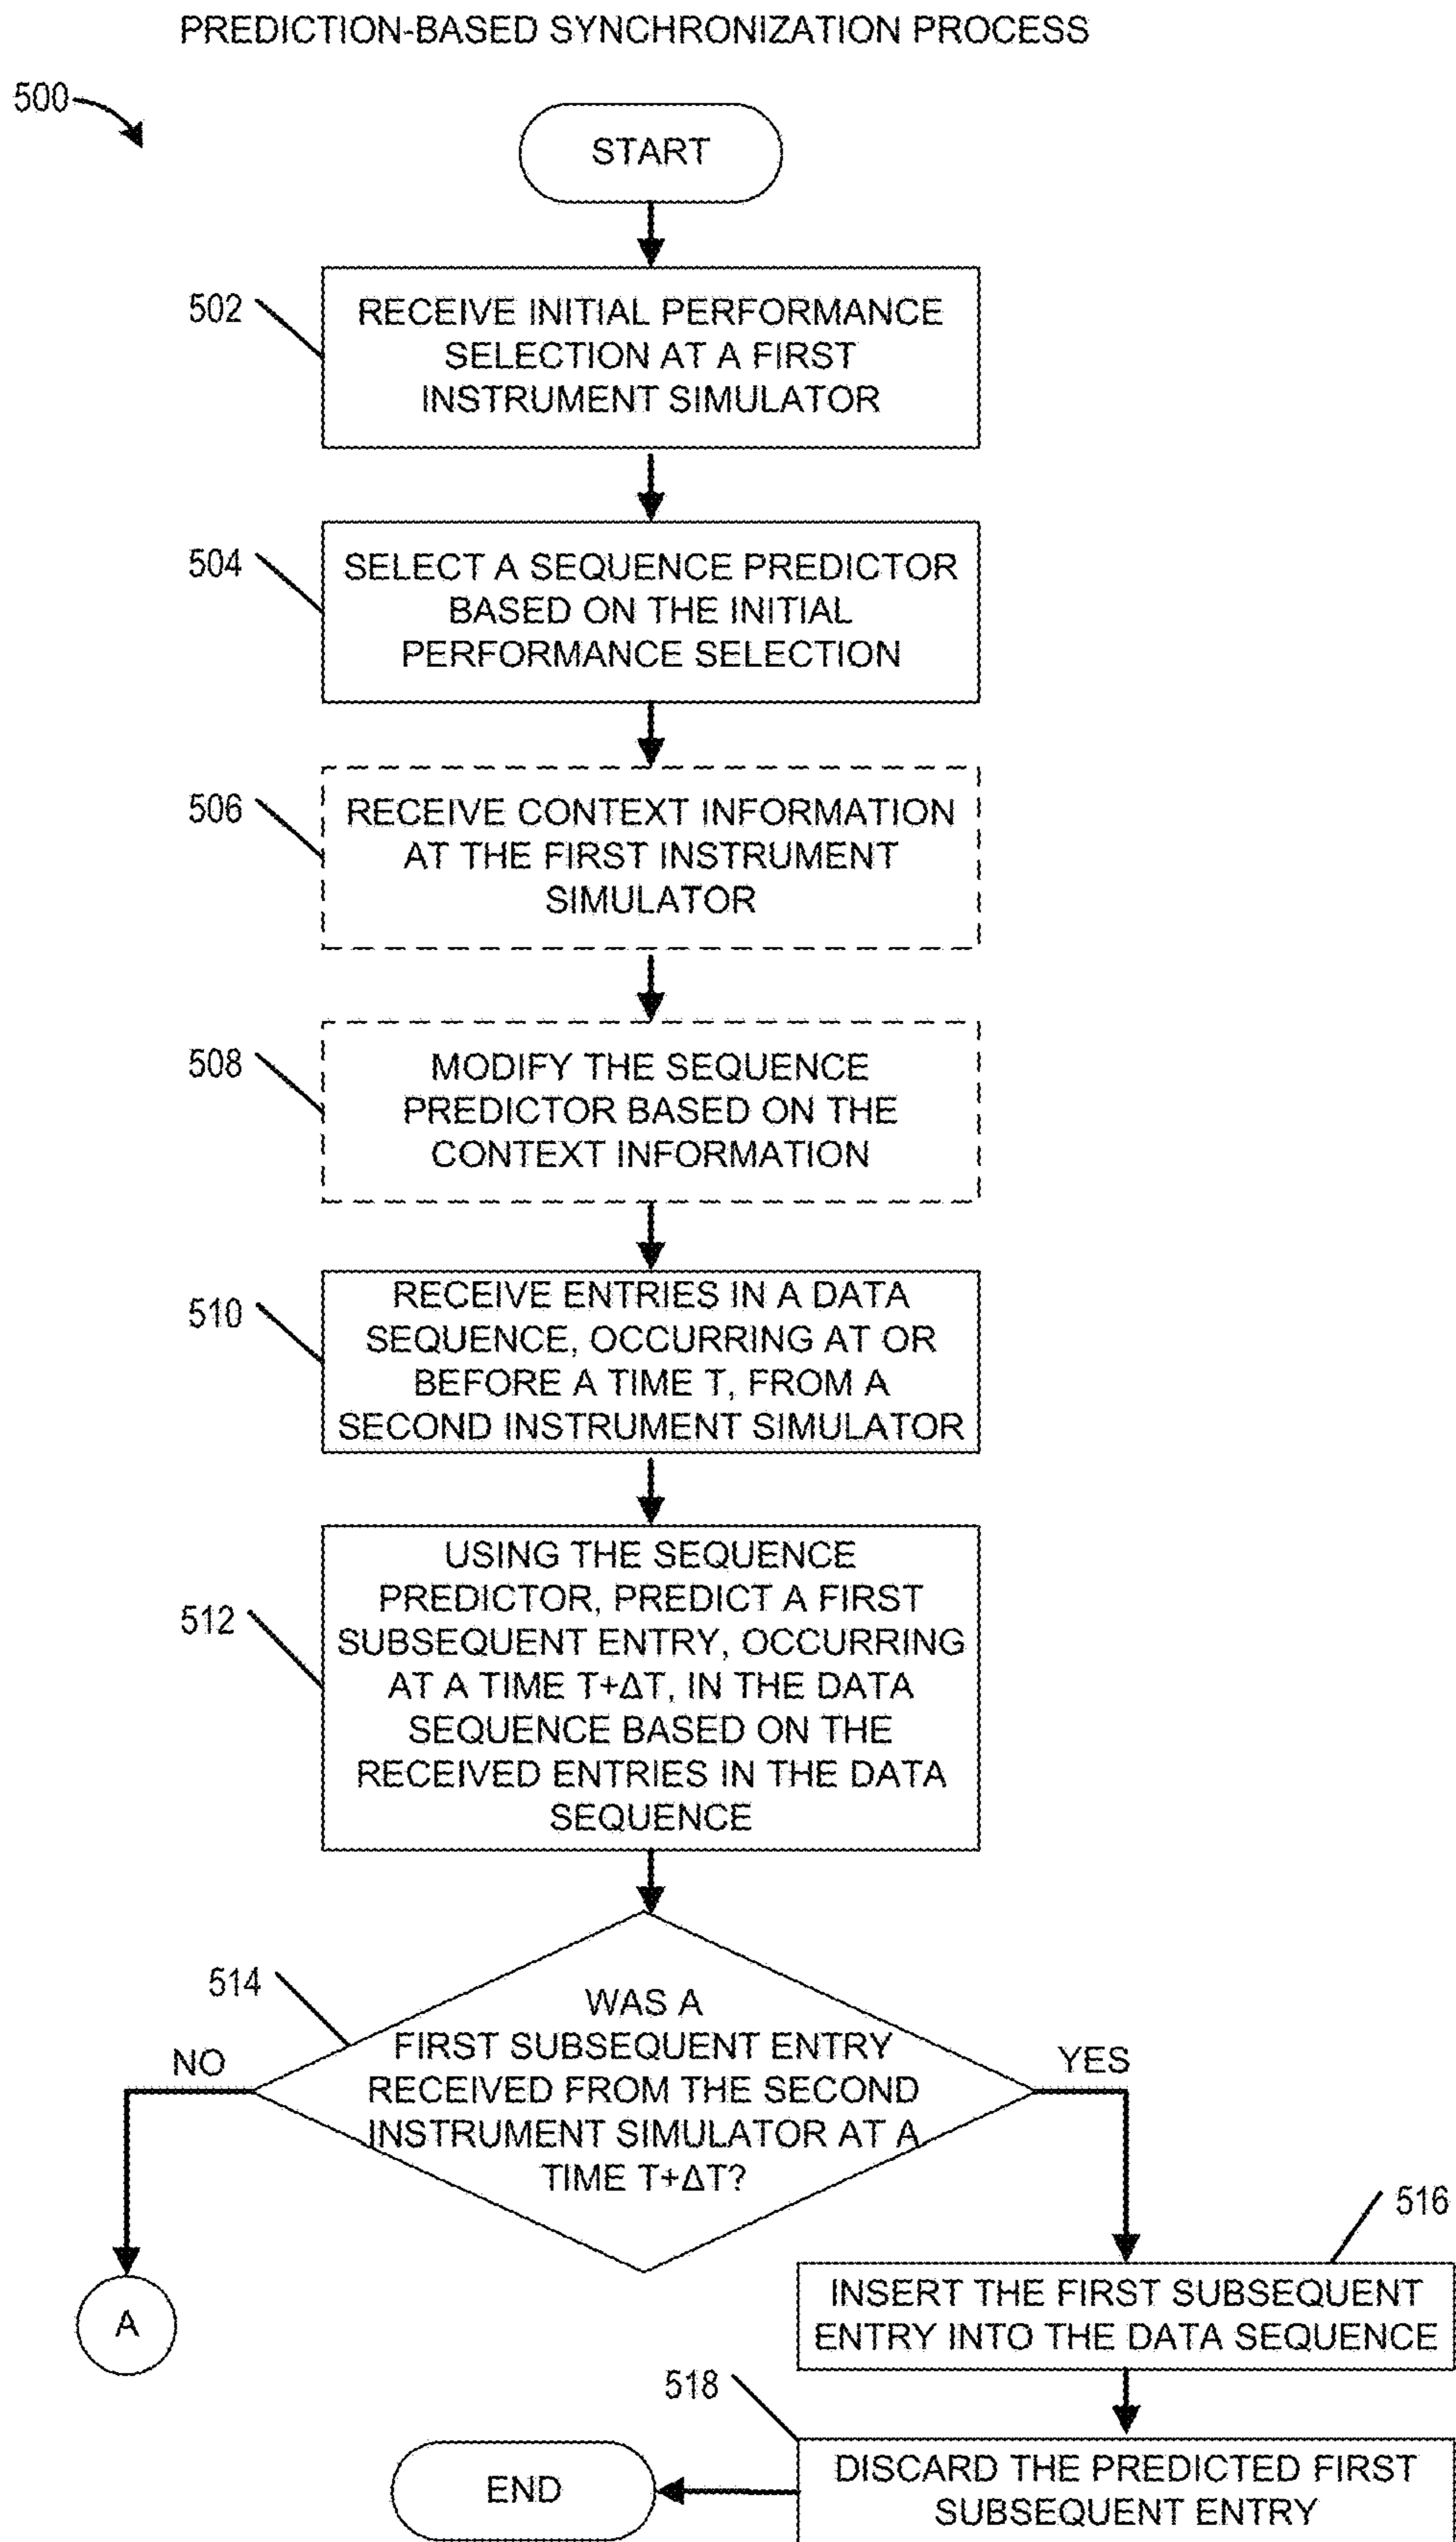 PREDICTION-BASED SYNCHRONIZATION PROCESS
500
START
502
RECEIVE INITIAL PERFORMANCE
SELECTION AT A FIRST
INSTRUMENT SIMULATOR
504
SELECT A SEQUENCE PREDICTOR
BASED ON THE INITIAL
PERFORMANCE SELECTION
506
RECEIVE CONTEXT INFORMATION
AT THE FIRST INSTRUMENT
SIMULATOR
508
MODIFY THE SEQUENCE
PREDICTOR BASED ON THE
CONTEXT INFORMATION
510
RECEIVE ENTRIES IN A DATA
SEQUENCE, OCCURRING AT OR
BEFORE A TIME T, FROM A
SECOND INSTRUMENT SIMULATOR
512
USING THE SEQUENCE
PREDICTOR, PREDICT A FIRST
SUBSEQUENT ENTRY, OCCURRING
AT A TIME T+ΔT, IN THE DATA
SEQUENCE BASED ON THE
RECEIVED ENTRIES IN THE DATA
SEQUENCE
514
WAS A
FIRST SUBSEQUENT ENTRY
RECEIVED FROM THE SECOND
INSTRUMENT SIMULATOR AT A
TIME T+ΔT?
NO
YES
A
516
INSERT THE FIRST SUBSEQUENT
ENTRY INTO THE DATA SEQUENCE
518
DISCARD THE PREDICTED FIRST
SUBSEQUENT ENTRY
END